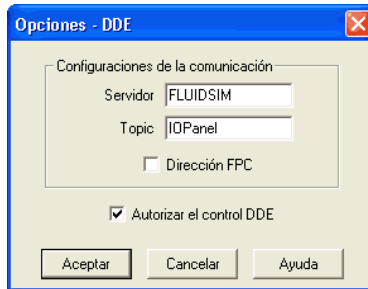 Opciones - DDE
Configuraciones de la comunicación
Servidor FLUIDSIM
Topic IOPanel
Dirección FPC
Autorizar el control DDE
Aceptar Cancelar Ayuda